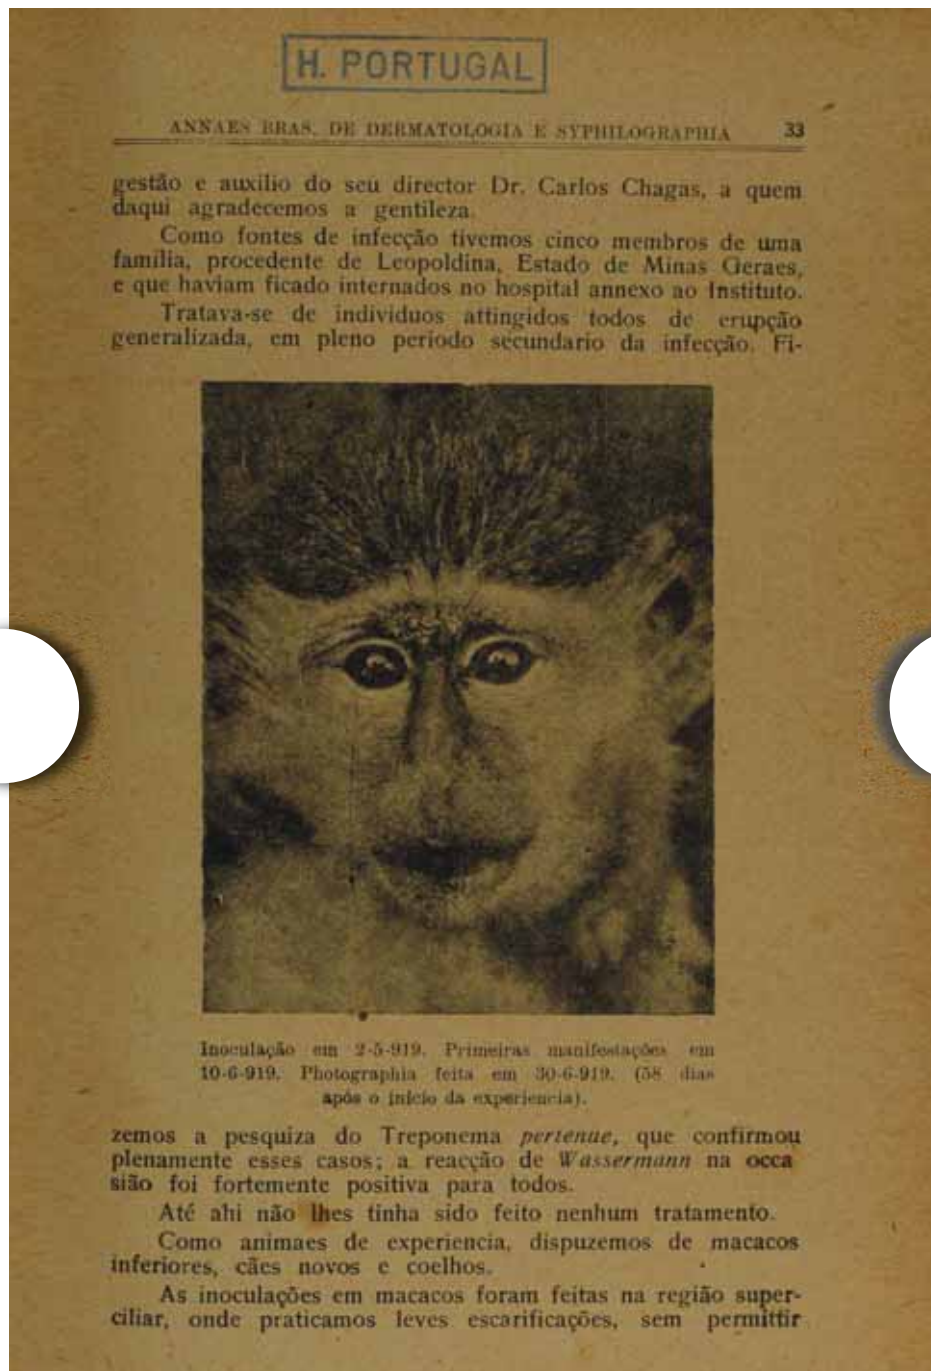 H. PORTUGAL
ANNAES BRAS. DE DERMATOLOGIA E SYPHILOGRAPHIA 33
gestão e auxilio do seu director Dr. Carlos Chagas, a quem
daqui agradecemos a gentileza.
Como fontes de infecção tivemos cinco membros de uma
familia, procedente de Leopoldina, Estado de Minas Geraes,
e que haviam ficado internados no hospital annexo ao Instituto.
Tratava-se de individuos attingidos todos de erupção
generalizada, em pleno periodo secundario da infecção. Fi-
Inoculação em 2-5-919. Primeiras manifestações em
10-6-919. Photographia feita em 30-6-919. (58 dias
após o inicio da experiencia).
zemos a pesquiza do Treponema pertenue, que confirmou
plenamente esses casos; a reacção de Wassermann na occa
sião foi fortemente positiva para todos.
Até ahi não lhes tinha sido feito nenhum tratamento.
Como animaes de experiencia, dispuzemos de macacos
inferiores, cães novos e coelhos.
As inoculações em macacos foram feitas na região super-
ciliar, onde praticamos leves escarificações, sem permittir